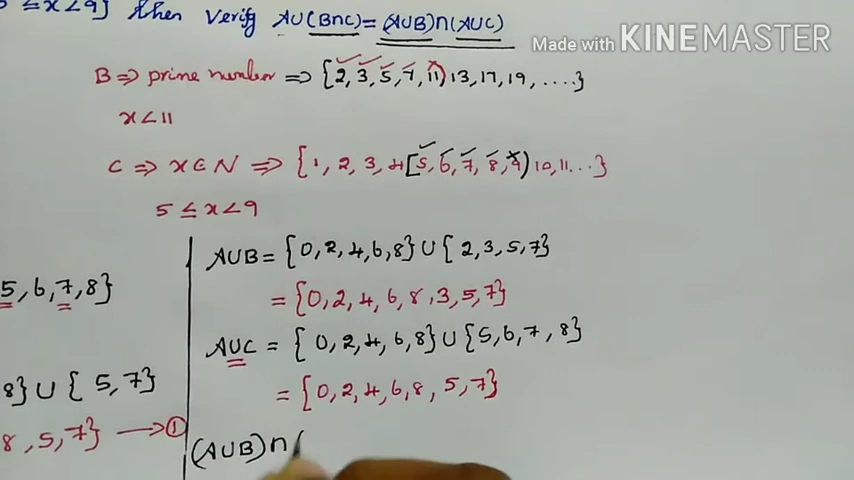 5 ≤ x < 9} then verify A∪(B∩C) = (A∪B)∩(A∪C)
Made with KINEMASTER
B ⇒ prime number ⇒ {2, 3, 5, 7, 11) 13, 17, 19, ....}
x < 11
C ⇒ x ∈ N ⇒ {1, 2, 3, 4 [5, 6, 7, 8, 9) 10, 11...}
5 ≤ x < 9
A∪B = {0, 2, 4, 6, 8} ∪ {2, 3, 5, 7}
5, 6, 7, 8}
= {0, 2, 4, 6, 8, 3, 5, 7}
A∪C = {0, 2, 4, 6, 8} ∪ {5, 6, 7, 8}
8} ∪ {5, 7}
= {0, 2, 4, 6, 8, 5, 7}
8, 5, 7} → ①
(A∪B)∩(